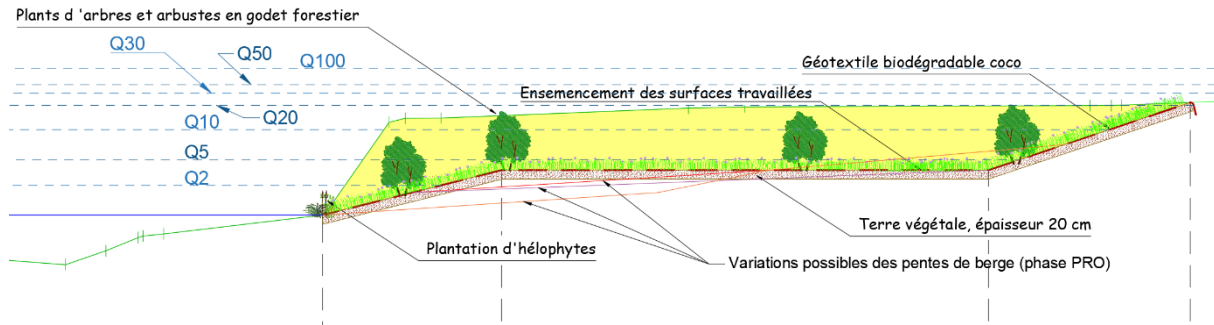 Plants d 'arbres et arbustes en godet forestier
Q30
Q50
Q100
Géotextile biodégradable coco
Ensemencement des surfaces travaillées
Q20
Q10
Q5
Q2
Terre végétale, épaisseur 20 cm
Plantation d'hélophytes
Variations possibles des pentes de berge (phase PRO)